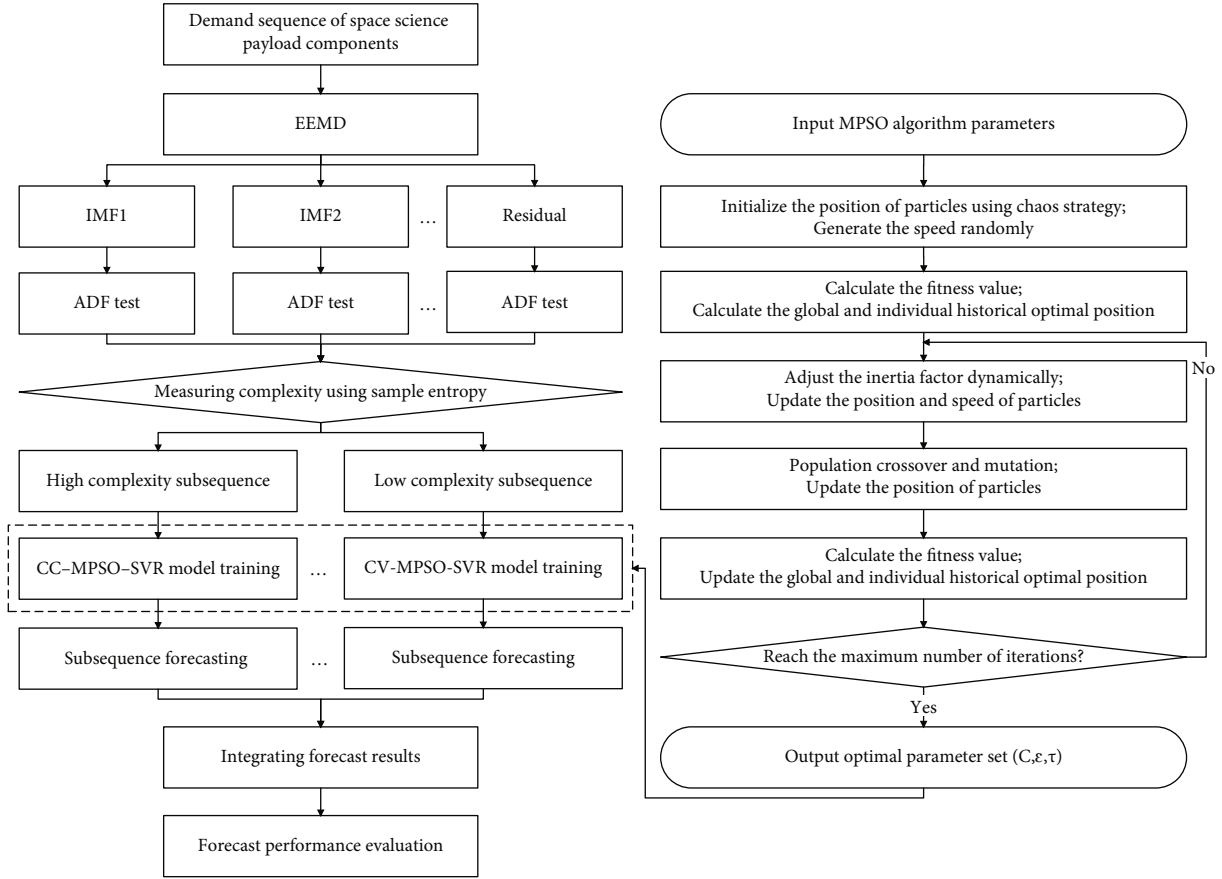 Demand sequence of space science
payload components
EEMD
IMF1
IMF2
...
Residual
ADF test
ADF test
...
ADF test
Measuring complexity using sample entropy
High complexity subsequence
Low complexity subsequence
CC–MPSO–SVR model training
...
CV-MPSO-SVR model training
Subsequence forecasting
...
Subsequence forecasting
Integrating forecast results
Forecast performance evaluation
Input MPSO algorithm parameters
Initialize the position of particles using chaos strategy;
Generate the speed randomly
Calculate the fitness value;
Calculate the global and individual historical optimal position
Adjust the inertia factor dynamically;
Update the position and speed of particles
No
Population crossover and mutation;
Update the position of particles
Calculate the fitness value;
Update the global and individual historical optimal position
Reach the maximum number of iterations?
Yes
Output optimal parameter set (C,ε,τ)